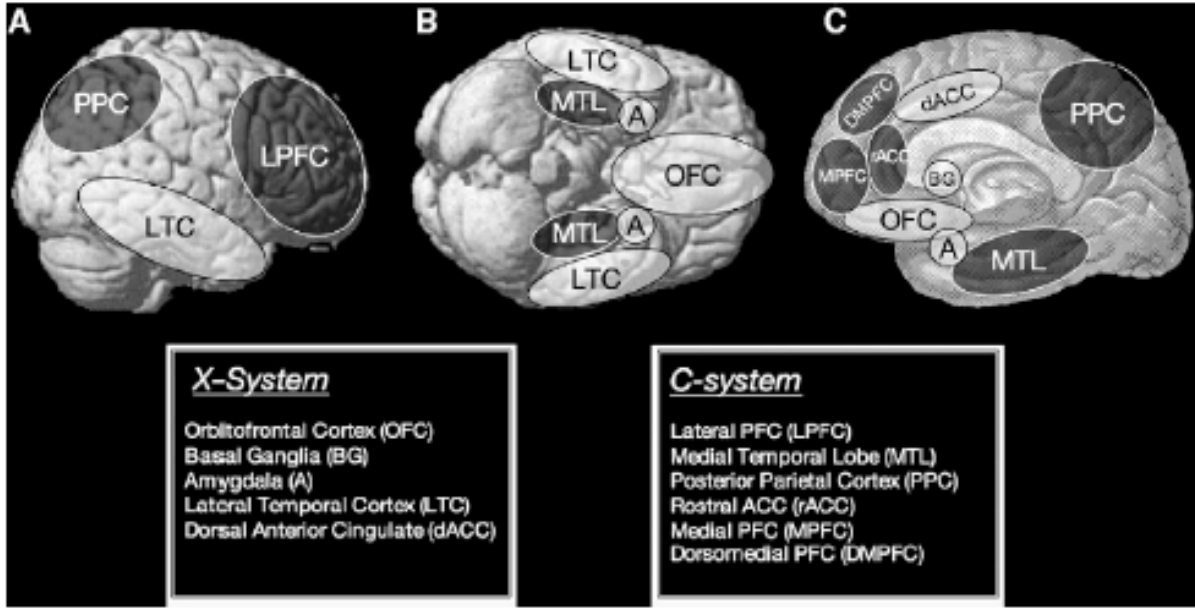 A
B
C
PPC
LPFC
LTC
LTC
MTL
A
OFC
A
MTL
LTC
DMPFC
dACC
PPC
MPFC
rACC
BG
OFC
A
MTL
X-System
Orbitofrontal Cortex (OFC)
Basal Ganglia (BG)
Amygdala (A)
Lateral Temporal Cortex (LTC)
Dorsal Anterior Cingulate (dACC)
C-system
Lateral PFC (LPFC)
Medial Temporal Lobe (MTL)
Posterior Parietal Cortex (PPC)
Rostral ACC (rACC)
Medial PFC (MPFC)
Dorsomedial PFC (DMPFC)